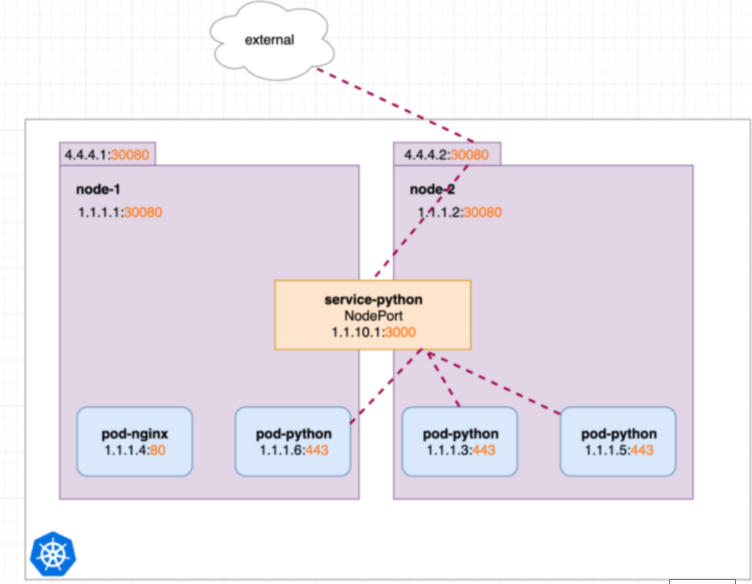 external
4.4.4.1:30080
4.4.4.2:30080
node-1
1.1.1.1:30080
node-2
1.1.1.2:30080
service-python
NodePort
1.1.10.1:3000
pod-nginx
1.1.1.4:80
pod-python
1.1.1.6:443
pod-python
1.1.1.3:443
pod-python
1.1.1.5:443